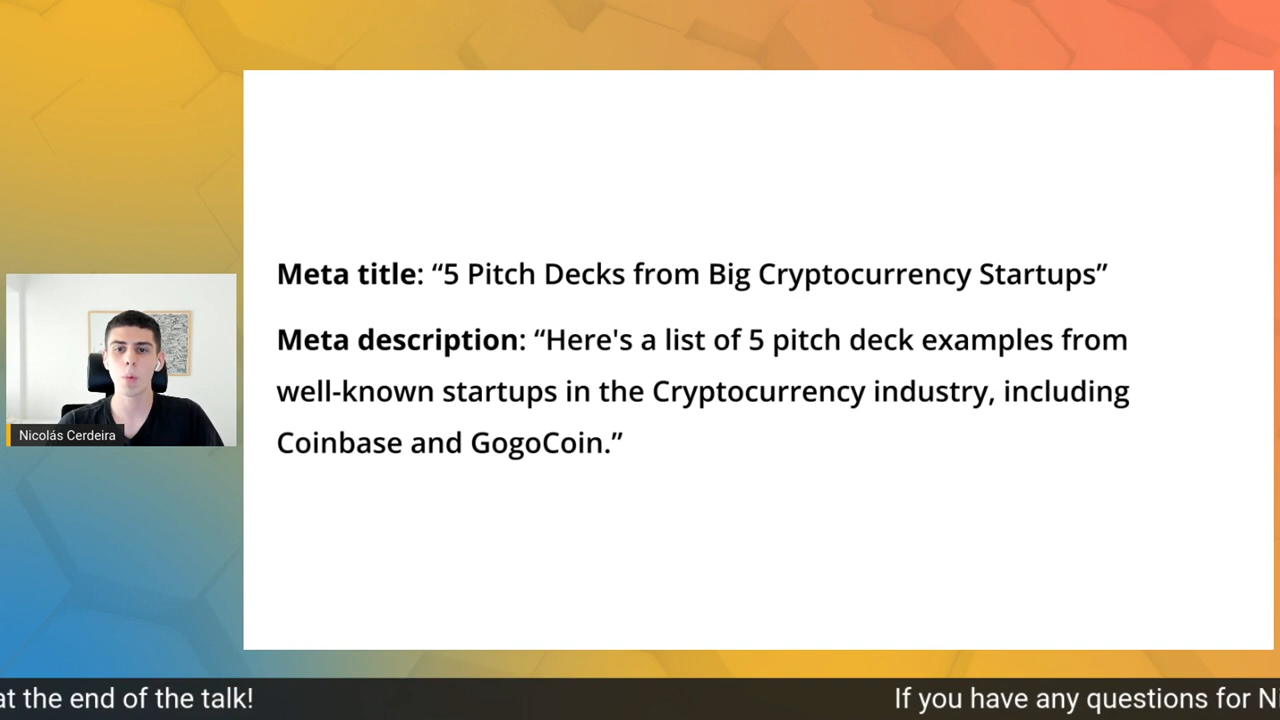 Meta title: “5 Pitch Decks from Big Cryptocurrency Startups”
Meta description: “Here's a list of 5 pitch deck examples from
well-known startups in the Cryptocurrency industry, including
Coinbase and GogoCoin.”
Nicolás Cerdeira
at the end of the talk!
If you have any questions for